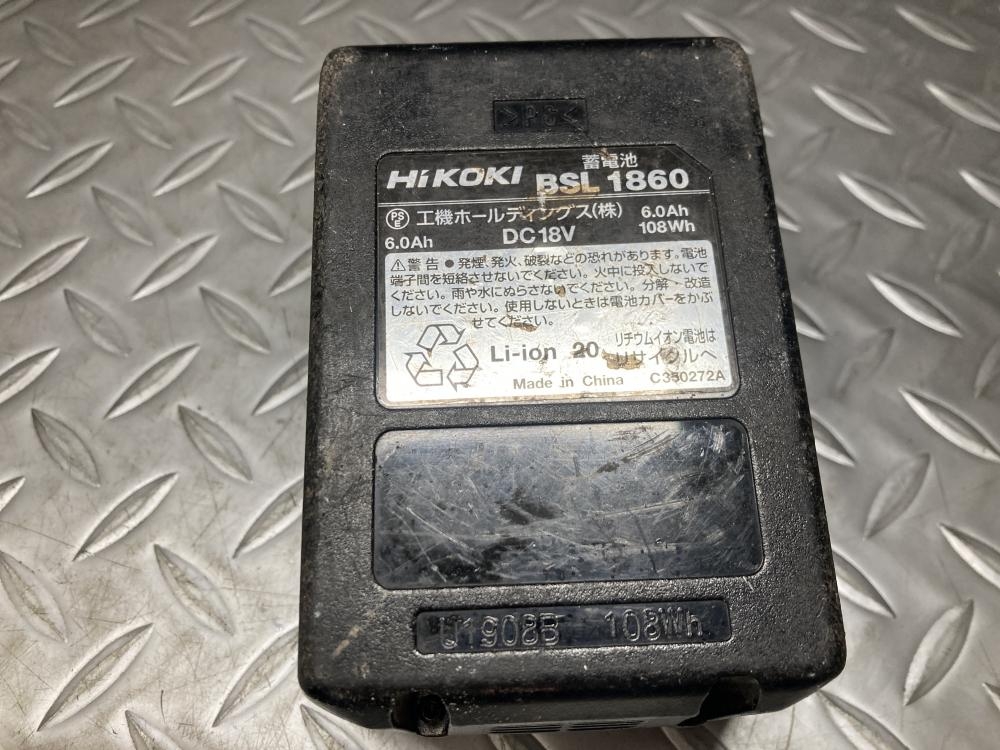 >PC<
蓄電池
HiKOKI BSL 1860
PS E 工機ホールディングス(株) 6.0Ah
6.0Ah DC18V 108Wh
⚠警告 ●発煙、発火、破裂などの恐れがあります。電池
端子間を短絡させないでください。火中に投入しないで
ください。雨や水にぬらさないでください。分解・改造
しないでください。使用しないときは電池カバーをかぶ
せてください。
Li-ion 20 リチウムイオン電池は
リサイクルへ
Made in China C350272A
U1908B 108Wh